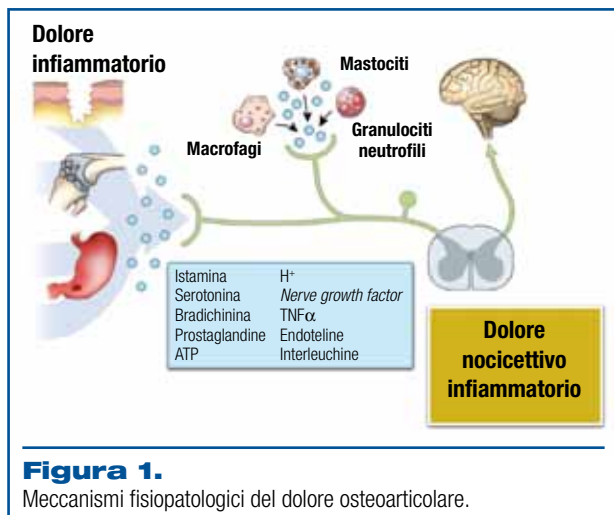 Dolore
infiammatorio
Mastociti
Macrofagi
Granulociti
neutrofili
Istamina H⁺
Serotonina Nerve growth factor
Bradichinina TNFα
Prostaglandine Endoteline
ATP Interleuchine
Dolore
nocicettivo
infiammatorio
Figura 1.
Meccanismi fisiopatologici del dolore osteoarticolare.